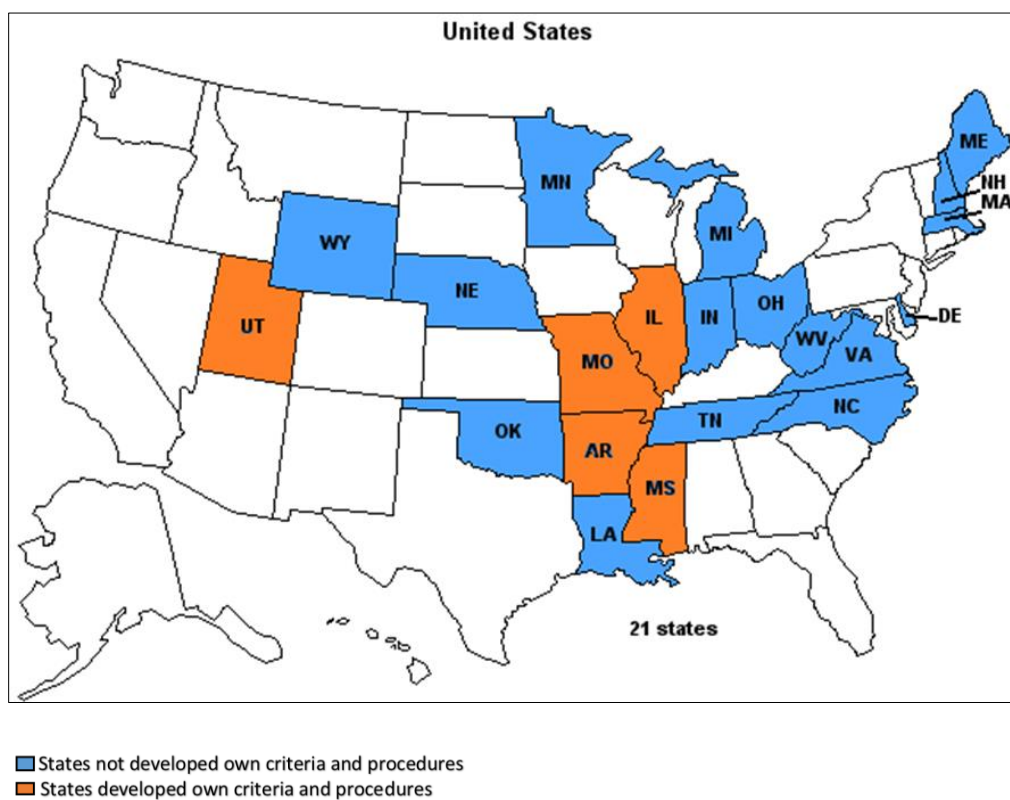 United States
ME
NH
MA
MN
MI
WY
NE
OH
IN
IL
DE
UT
WV
MO
VA
NC
TN
OK
AR
MS
LA
21 states
States not developed own criteria and procedures
States developed own criteria and procedures